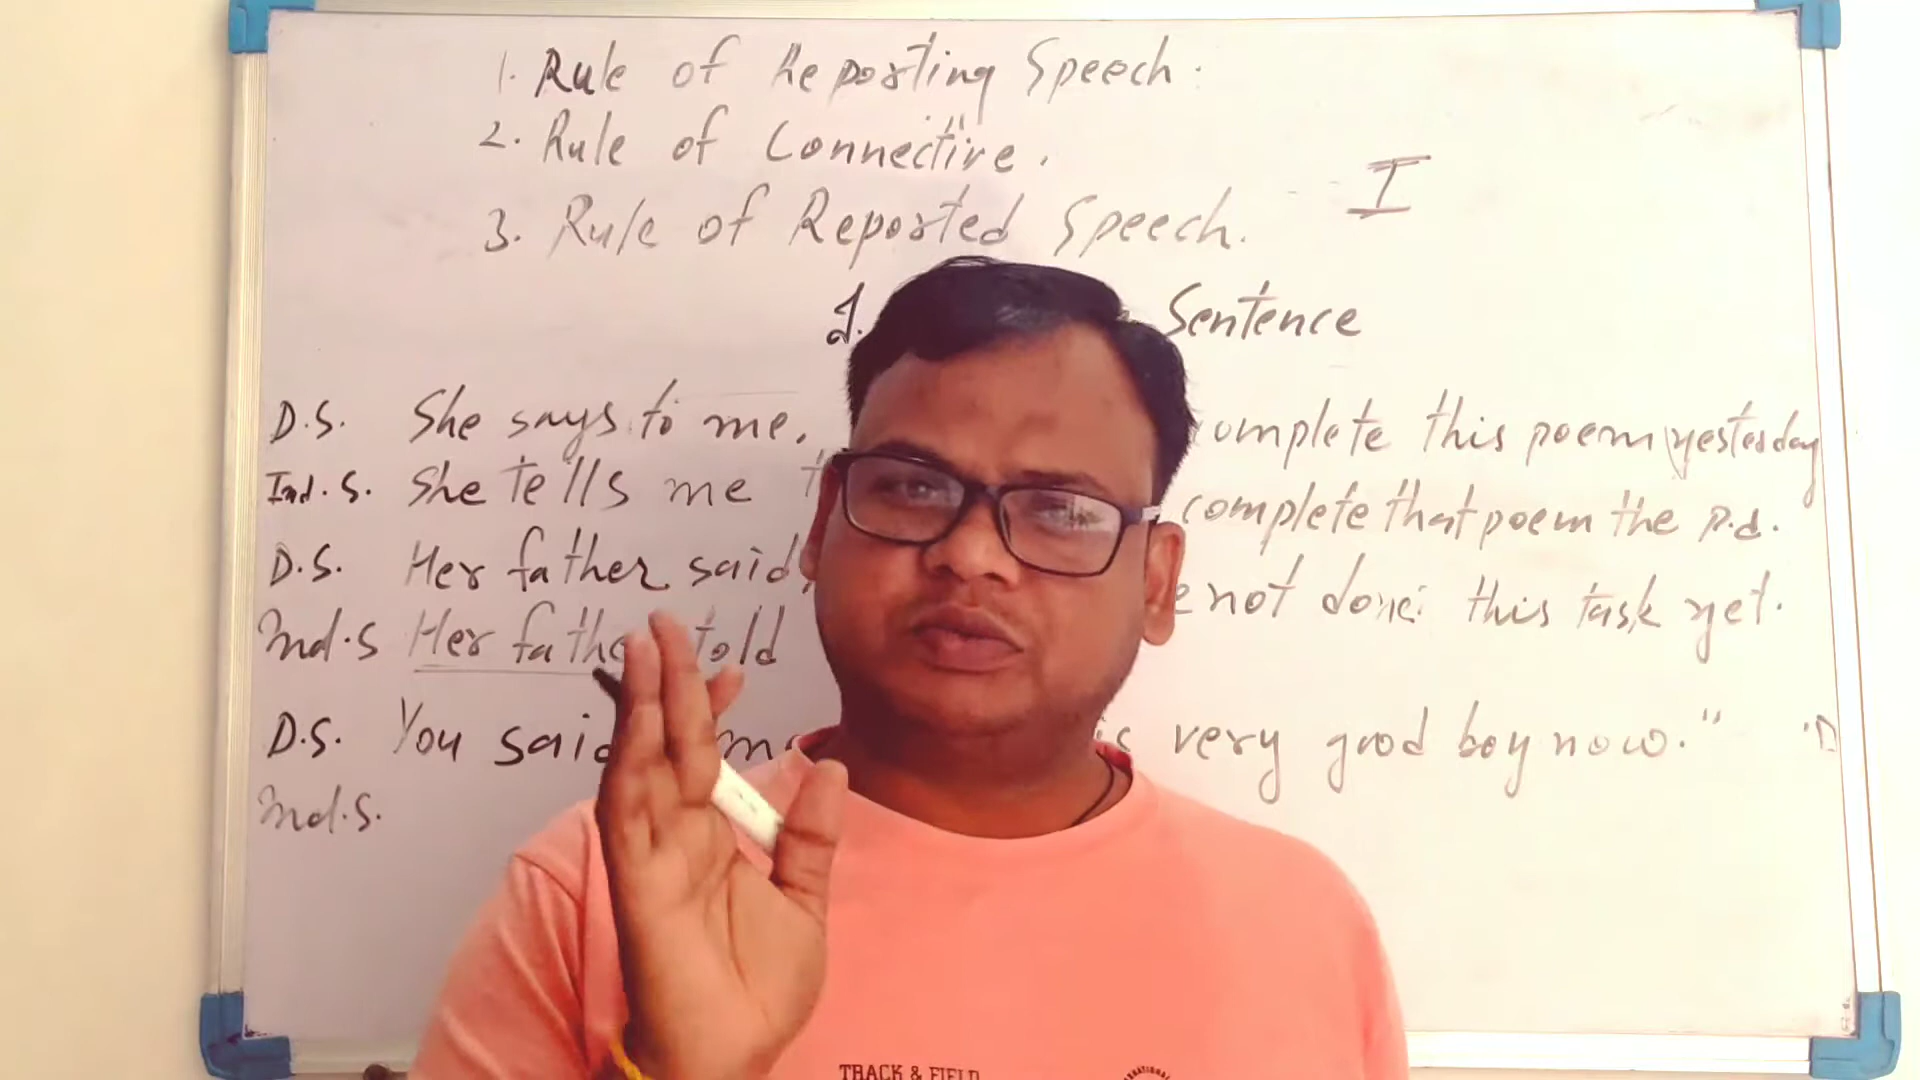 1. Rule of Reporting Speech.
2. Rule of Connective.
3. Rule of Reported Speech.
I
1. Sentence
D.S. She says to me, complete this poem yesterday
Ind. S. She tells me complete that poem the p.d.
D.S. Her father said, not done this task yet.
Ind.S Her father told
D.S. You said is very good boy now."
Ind.S.
TRACK & FIELD